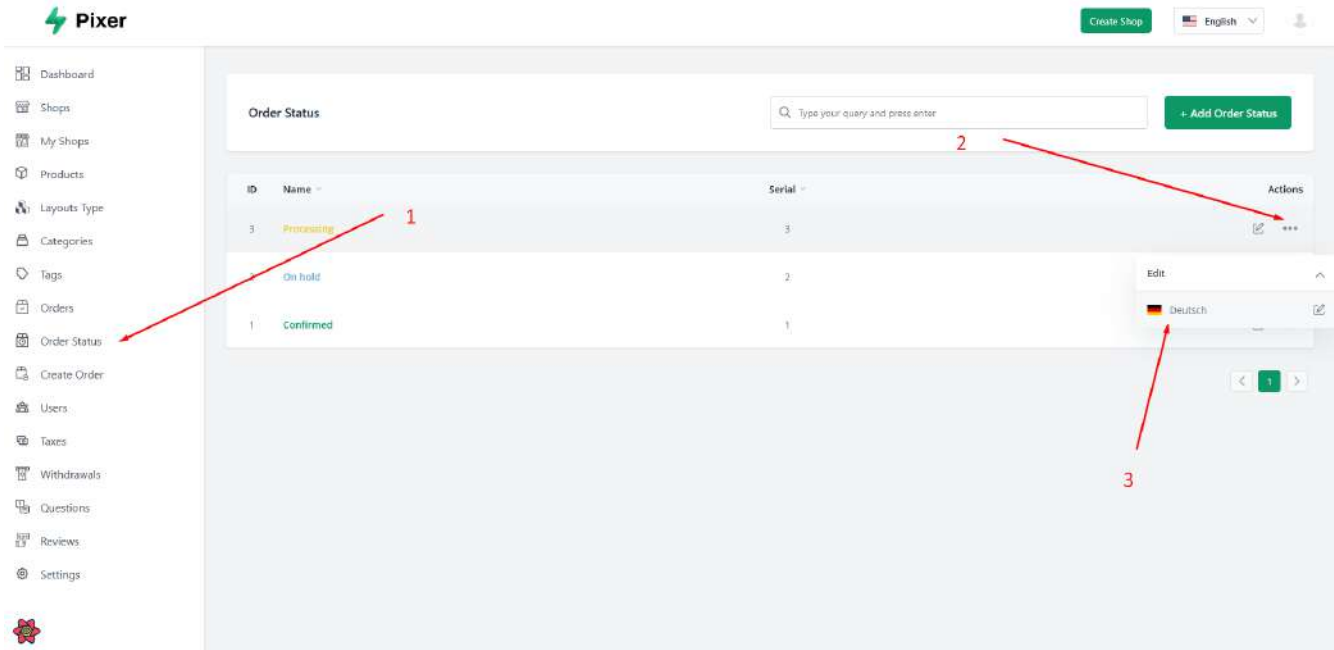 Pixer
Create Shop
English
Dashboard
Shops
My Shops
Products
Layouts Type
Categories
Tags
Orders
Order Status
Create Order
Users
Taxes
Withdrawals
Questions
Reviews
Settings
Order Status
Type your query and press enter
+ Add Order Status
1
2
3
ID Name Serial Actions
3 Processing 3
2 On hold 2
1 Confirmed 1
Edit
Deutsch
1